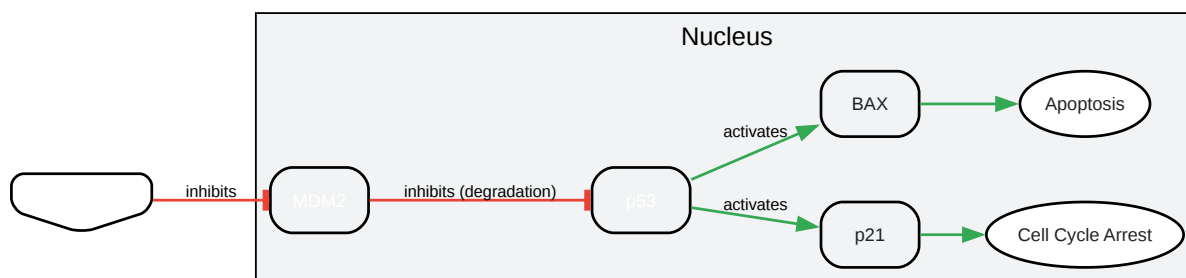 Nucleus
BAX
Apoptosis
activates
inhibits
MDM2
inhibits (degradation)
p53
activates
p21
Cell Cycle Arrest